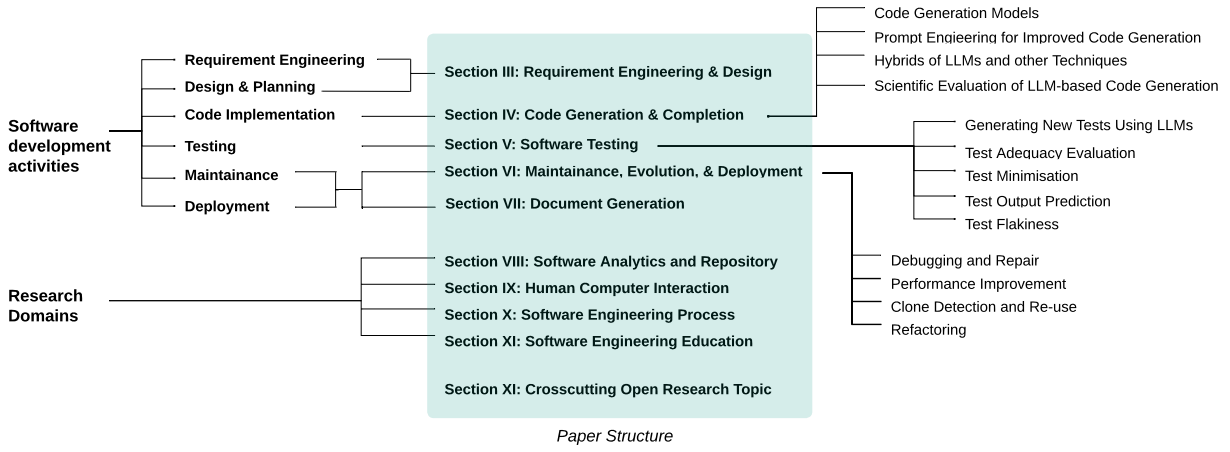 Software
development
activities
Requirement Engineering
Design & Planning
Code Implementation
Testing
Maintainance
Deployment
Research
Domains
Section III: Requirement Engineering & Design
Section IV: Code Generation & Completion
Section V: Software Testing
Section VI: Maintainance, Evolution, & Deployment
Section VII: Document Generation
Section VIII: Software Analytics and Repository
Section IX: Human Computer Interaction
Section X: Software Engineering Process
Section XI: Software Engineering Education
Section XI: Crosscutting Open Research Topic
Code Generation Models
Prompt Engieering for Improved Code Generation
Hybrids of LLMs and other Techniques
Scientific Evaluation of LLM-based Code Generation
Generating New Tests Using LLMs
Test Adequacy Evaluation
Test Minimisation
Test Output Prediction
Test Flakiness
Debugging and Repair
Performance Improvement
Clone Detection and Re-use
Refactoring
Paper Structure